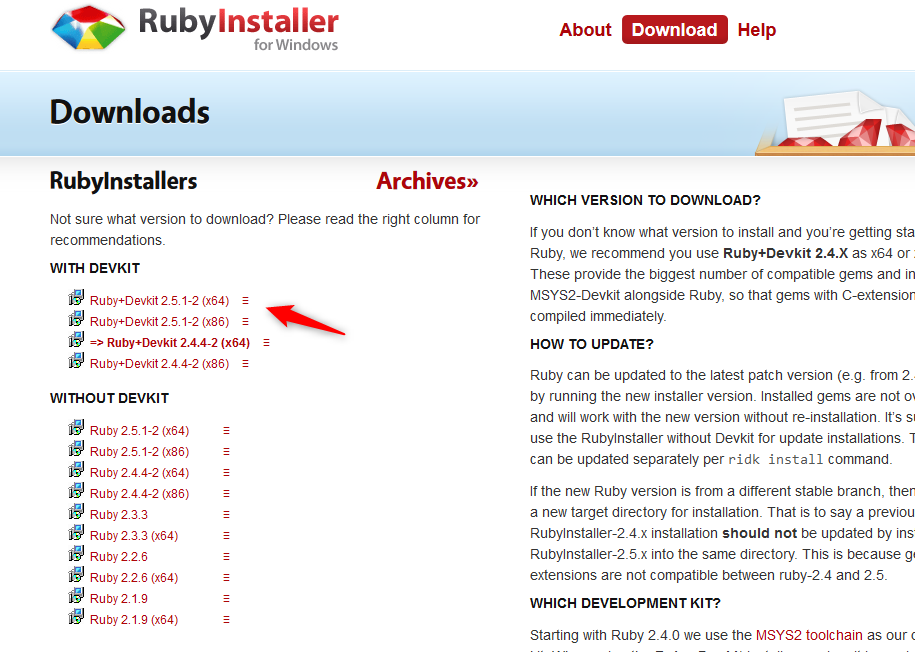 RubyInstaller
for Windows
About Download Help
Downloads
RubyInstallers
Archives»
Not sure what version to download? Please read the right column for
recommendations.
WITH DEVKIT
Ruby+Devkit 2.5.1-2 (x64)
Ruby+Devkit 2.5.1-2 (x86)
=> Ruby+Devkit 2.4.4-2 (x64)
Ruby+Devkit 2.4.4-2 (x86)
WITHOUT DEVKIT
Ruby 2.5.1-2 (x64)
Ruby 2.5.1-2 (x86)
Ruby 2.4.4-2 (x64)
Ruby 2.4.4-2 (x86)
Ruby 2.3.3
Ruby 2.3.3 (x64)
Ruby 2.2.6
Ruby 2.2.6 (x64)
Ruby 2.1.9
Ruby 2.1.9 (x64)
WHICH VERSION TO DOWNLOAD?
If you don't know what version to install and you're getting sta
Ruby, we recommend you use Ruby+Devkit 2.4.X as x64 or
These provide the biggest number of compatible gems and in
MSYS2-Devkit alongside Ruby, so that gems with C-extension
compiled immediately.
HOW TO UPDATE?
Ruby can be updated to the latest patch version (e.g. from 2.
by running the new installer version. Installed gems are not ov
and will work with the new version without re-installation. It's su
use the RubyInstaller without Devkit for update installations. T
can be updated separately per ridk install command.
If the new Ruby version is from a different stable branch, then
a new target directory for installation. That is to say a previou
RubyInstaller-2.4.x installation should not be updated by ins
RubyInstaller-2.5.x into the same directory. This is because ge
extensions are not compatible between ruby-2.4 and 2.5.
WHICH DEVELOPMENT KIT?
Starting with Ruby 2.4.0 we use the MSYS2 toolchain as our d